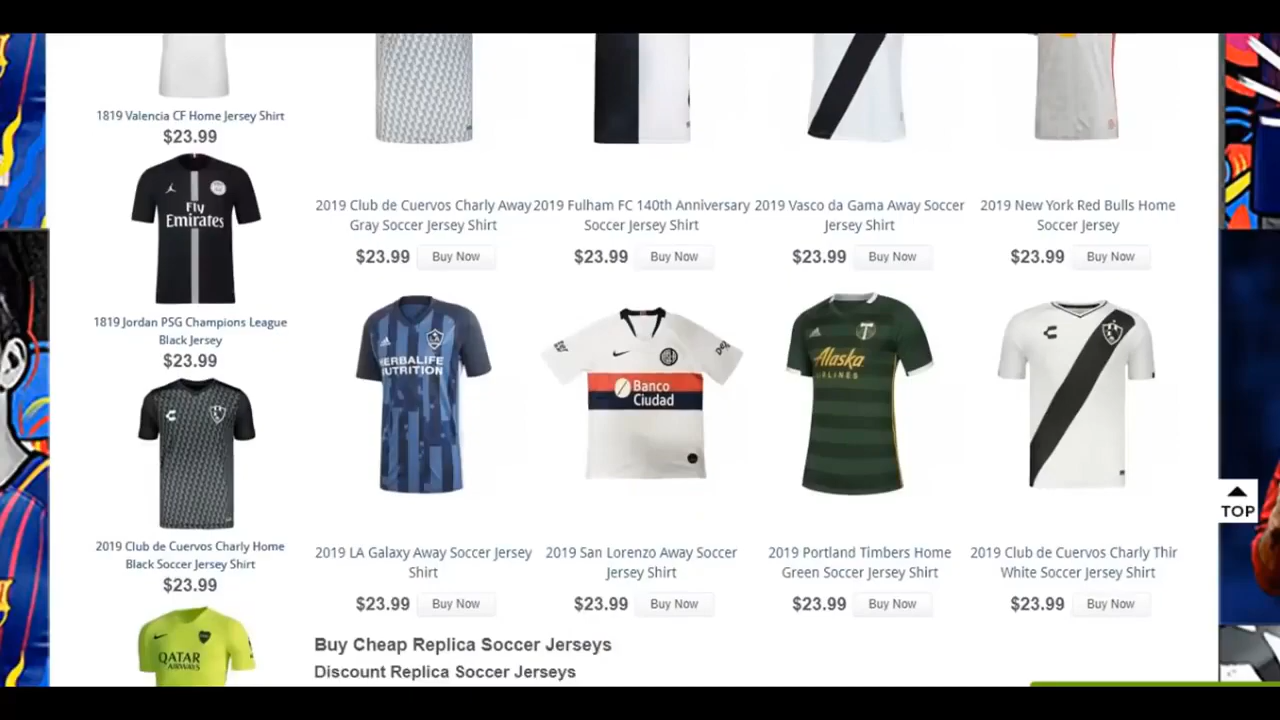 1819 Valencia CF Home Jersey Shirt
$23.99
Fly
Emirates
1819 Jordan PSG Champions League
Black Jersey
$23.99
2019 Club de Cuervos Charly Home
Black Soccer Jersey Shirt
$23.99
QATAR
AIRWAYS
2019 Club de Cuervos Charly Away
Gray Soccer Jersey Shirt
$23.99 Buy Now
2019 Fulham FC 140th Anniversary
Soccer Jersey Shirt
$23.99 Buy Now
2019 Vasco da Gama Away Soccer
Jersey Shirt
$23.99 Buy Now
2019 New York Red Bulls Home
Soccer Jersey
$23.99 Buy Now
HERBALIFE
NUTRITION
2019 LA Galaxy Away Soccer Jersey
Shirt
$23.99 Buy Now
Banco
Ciudad
2019 San Lorenzo Away Soccer
Jersey Shirt
$23.99 Buy Now
Alaska
AIRLINES
2019 Portland Timbers Home
Green Soccer Jersey Shirt
$23.99 Buy Now
2019 Club de Cuervos Charly Thir
White Soccer Jersey Shirt
$23.99 Buy Now
Buy Cheap Replica Soccer Jerseys
Discount Replica Soccer Jerseys
TOP